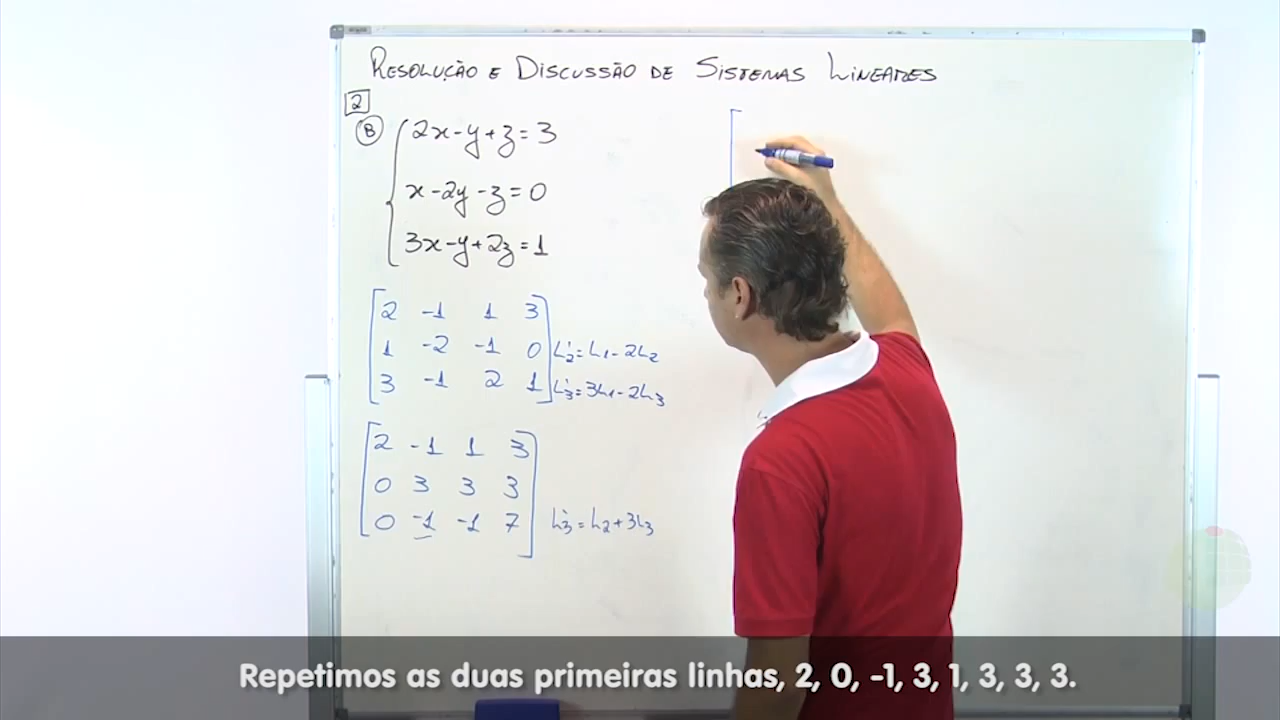 RESOLUÇÃO E DISCUSSÃO DE SISTEMAS LINEARES
2
B
2x-y+z=3
x-2y-z=0
3x-y+2z=1
2 -1 1 3
1 -2 -1 0 L'2=L1-2L2
3 -1 2 1 L'3=3L1-2L3
2 -1 1 3
0 3 3 3
0 -1 -1 7 L'3=L2+3L3
Repetimos as duas primeiras linhas, 2, 0, -1, 3, 1, 3, 3, 3.